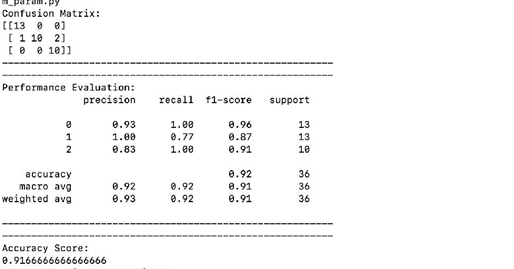 m_param.py
Confusion Matrix:
[[13  0  0]
 [ 1 10  2]
 [ 0  0 10]]
Performance Evaluation:
              precision    recall  f1-score   support
           0       0.93      1.00      0.96        13
           1       1.00      0.77      0.87        13
           2       0.83      1.00      0.91        10
    accuracy                           0.92        36
   macro avg       0.92      0.92      0.91        36
weighted avg       0.93      0.92      0.91        36
Accuracy Score:
0.9166666666666666